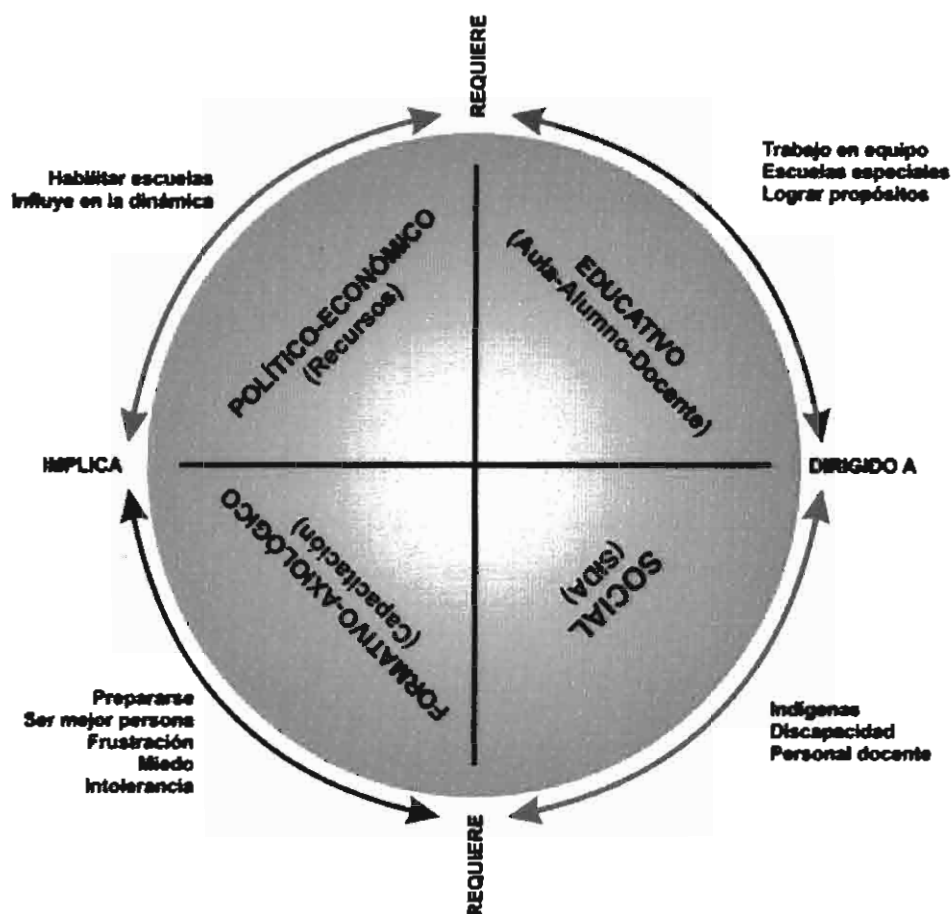 REQUIERE
Habilitar escuelas
Influye en la dinámica
Trabajo en equipo
Escuelas especiales
Lograr propósitos
POLÍTICO-ECONÓMICO
(Recursos)
EDUCATIVO
(Aula-Alumno-Docente)
IMPLICA
DIRIGIDO A
FORMATIVO-AXIOLÓGICO
(Capacitación)
SOCIAL
(SIDA)
Prepararse
Ser mejor persona
Frustración
Miedo
Intolerancia
Indígenas
Discapacidad
Personal docente
REQUIERE